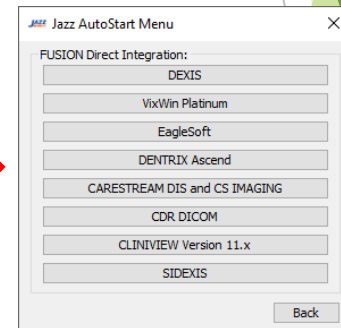 JAZZ Jazz AutoStart Menu
FUSION Direct Integration:
DEXIS
VixWin Platinum
EagleSoft
DENTRIX Ascend
CARESTREAM DIS and CS IMAGING
CDR DICOM
CLINIVIEW Version 11.x
SIDEXIS
Back